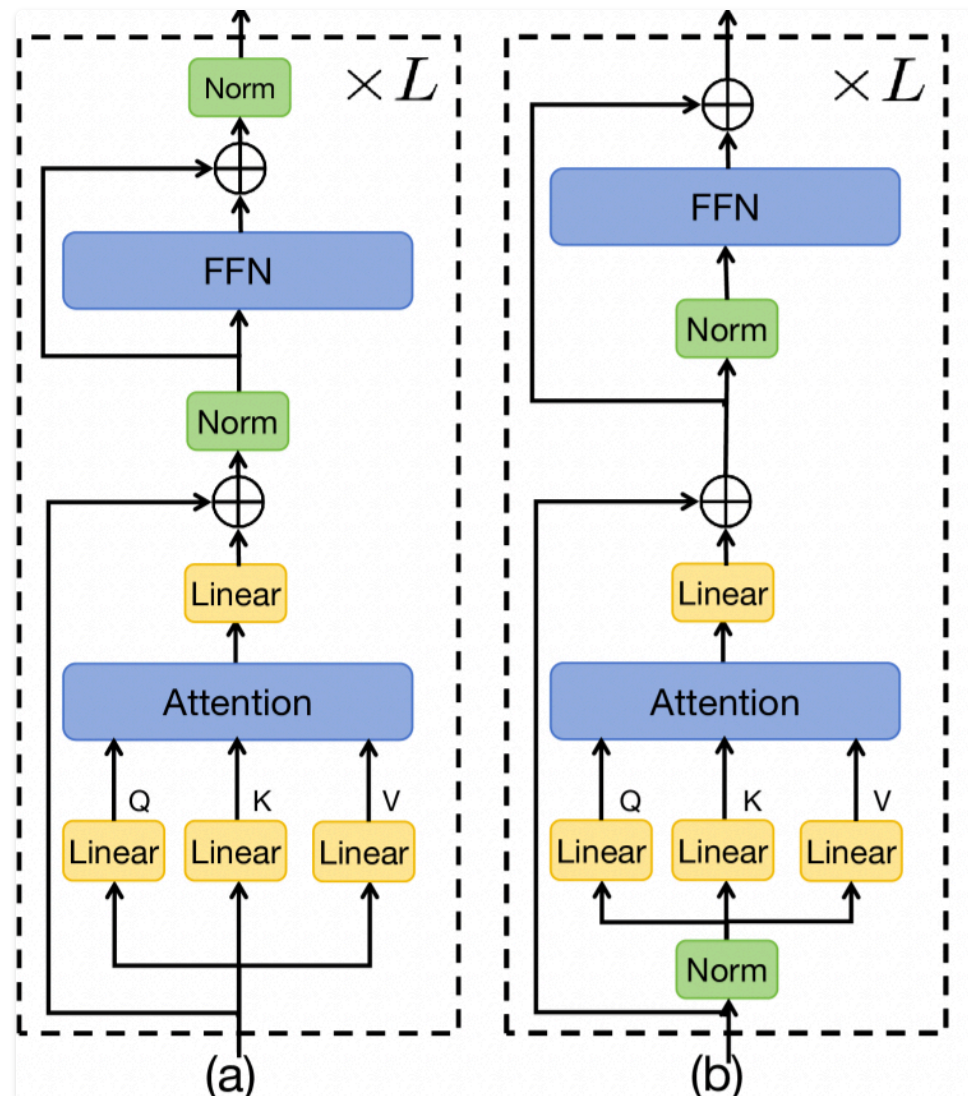 Norm
× L
FFN
Norm
Linear
Attention
Q K V
Linear Linear Linear
(a)
× L
FFN
Norm
Linear
Attention
Q K V
Linear Linear Linear
Norm
(b)